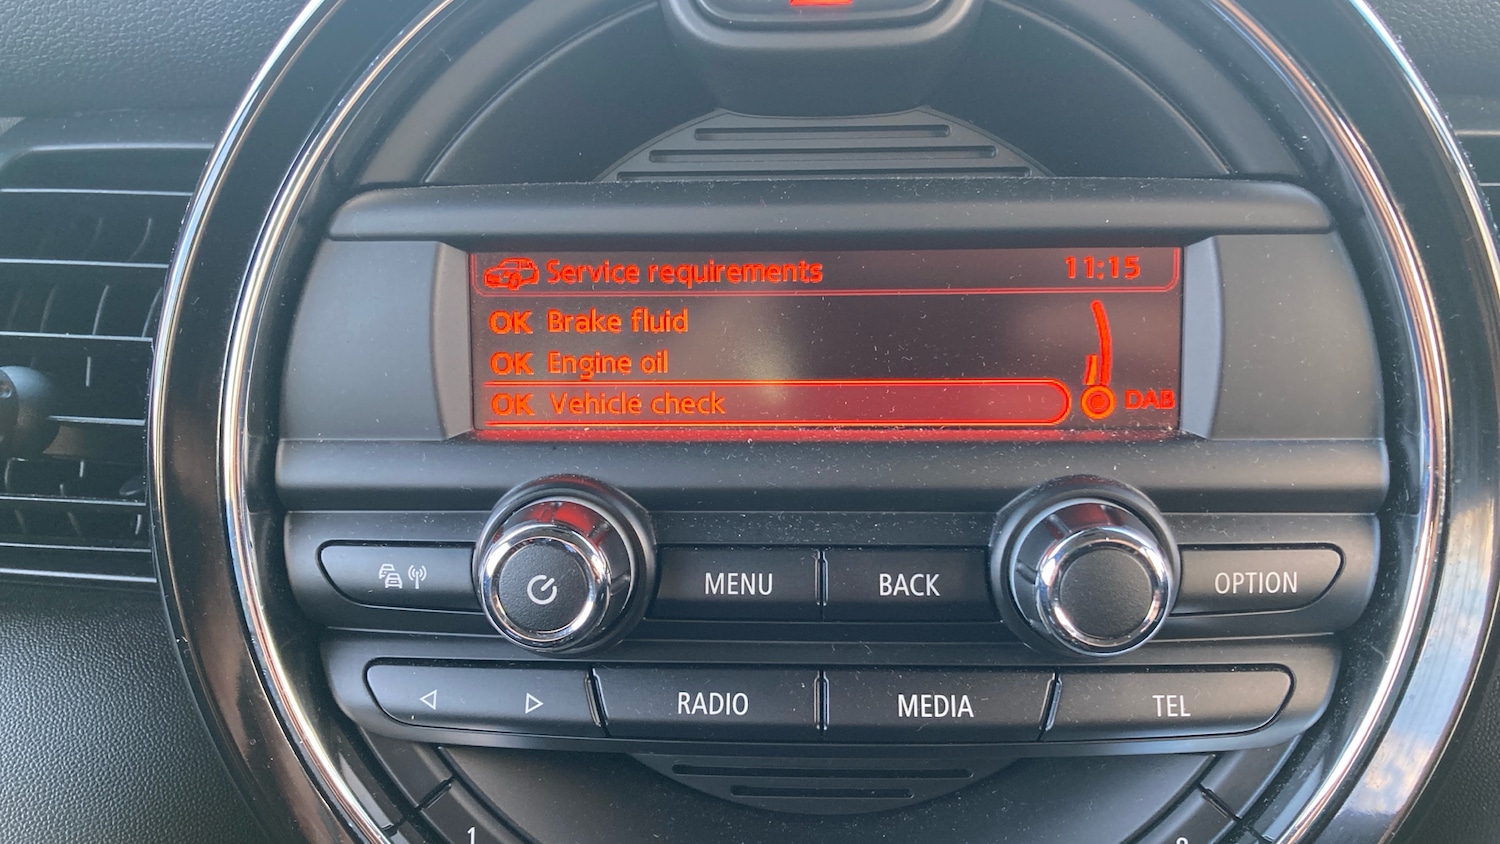 Service requirements 11:15
OK Brake fluid
OK Engine oil
OK Vehicle check
DAB
MENU
BACK
OPTION
RADIO
MEDIA
TEL
1